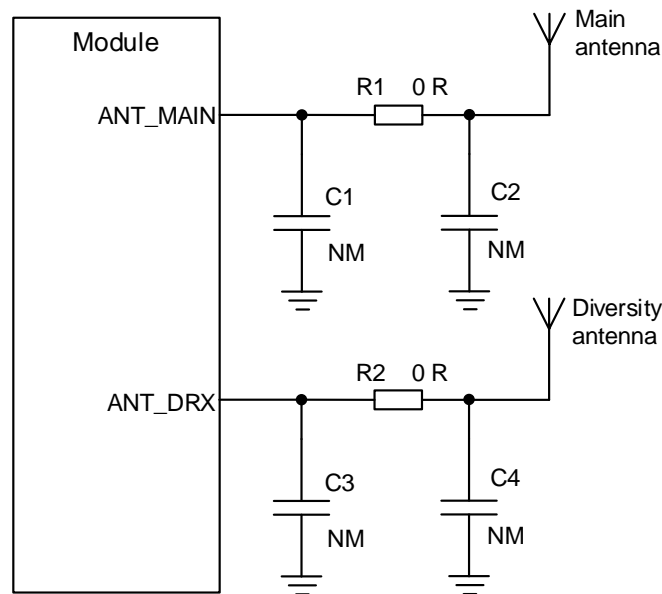 Module
Main
antenna
R1 0 R
ANT_MAIN
C1
C2
NM
NM
Diversity
antenna
R2 0 R
ANT_DRX
C3
C4
NM
NM